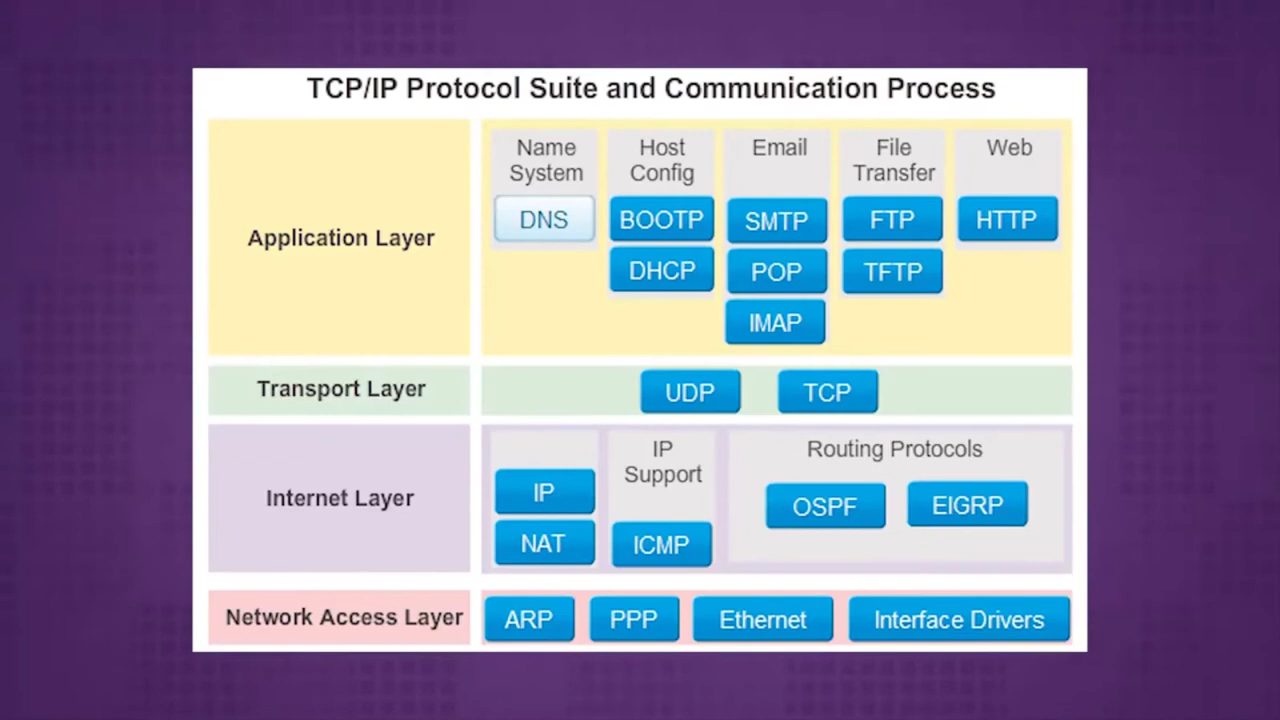 TCP/IP Protocol Suite and Communication Process
Application Layer
Name
System
DNS
Host
Config
BOOTP
DHCP
Email
SMTP
POP
IMAP
File
Transfer
FTP
TFTP
Web
HTTP
Transport Layer
UDP
TCP
Internet Layer
IP
NAT
IP
Support
ICMP
Routing Protocols
OSPF
EIGRP
Network Access Layer
ARP
PPP
Ethernet
Interface Drivers